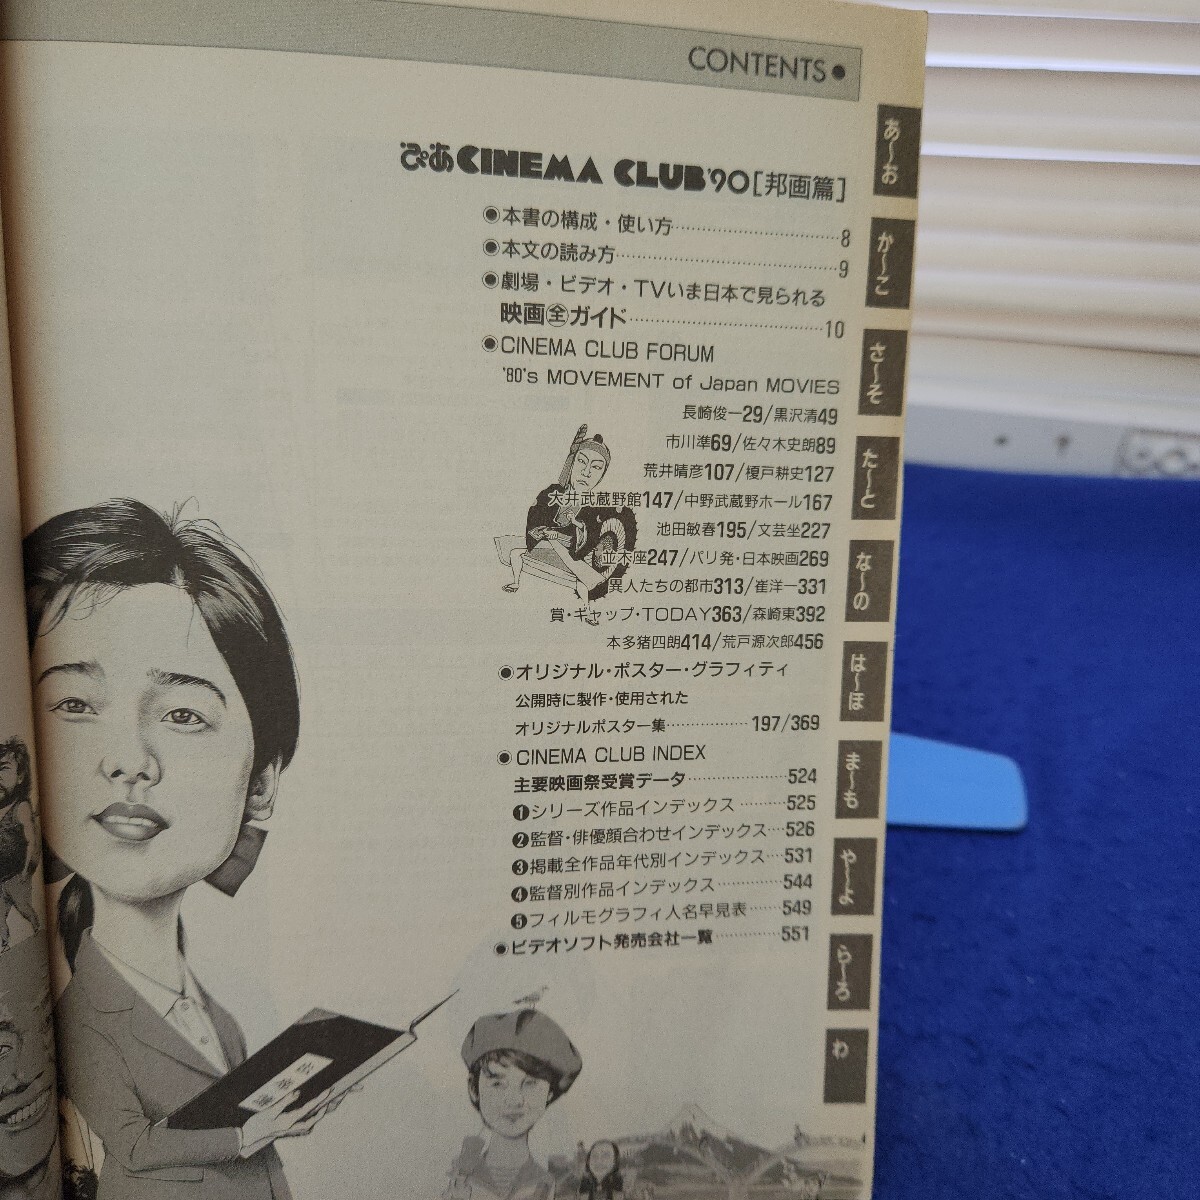 CONTENTS●
ぴあCINEMA CLUB'90[邦画篇]
◉本書の構成・使い方……………………8
◉本文の読み方……………………9
◉劇場・ビデオ・TVいま日本で見られる
映画全ガイド……………………10
◉CINEMA CLUB FORUM
'80's MOVEMENT of Japan MOVIES
長崎俊一29/黒沢清49
市川準69/佐々木史朗89
荒井晴彦107/榎戸耕史127
大井武蔵野館147/中野武蔵野ホール167
池田敏春195/文芸坐227
並木座247/パリ発・日本映画269
異人たちの都市313/崔洋一331
賞・ギャップ・TODAY363/森崎東392
本多猪四朗414/荒戸源次郎456
◉オリジナル・ポスター・グラフィティ
公開時に製作・使用された
オリジナルポスター集………………197/369
◉CINEMA CLUB INDEX
主要映画祭受賞データ………………524
❶シリーズ作品インデックス………525
❷監督・俳優顔合わせインデックス…526
❸掲載全作品年代別インデックス…531
❹監督別作品インデックス…………544
❺フィルモグラフィ人名早見表……549
◉ビデオソフト発売会社一覧…………551
あ〜お
か〜こ
さ〜そ
た〜と
な〜の
は〜ほ
ま〜も
や〜よ
ら〜ろ
わ